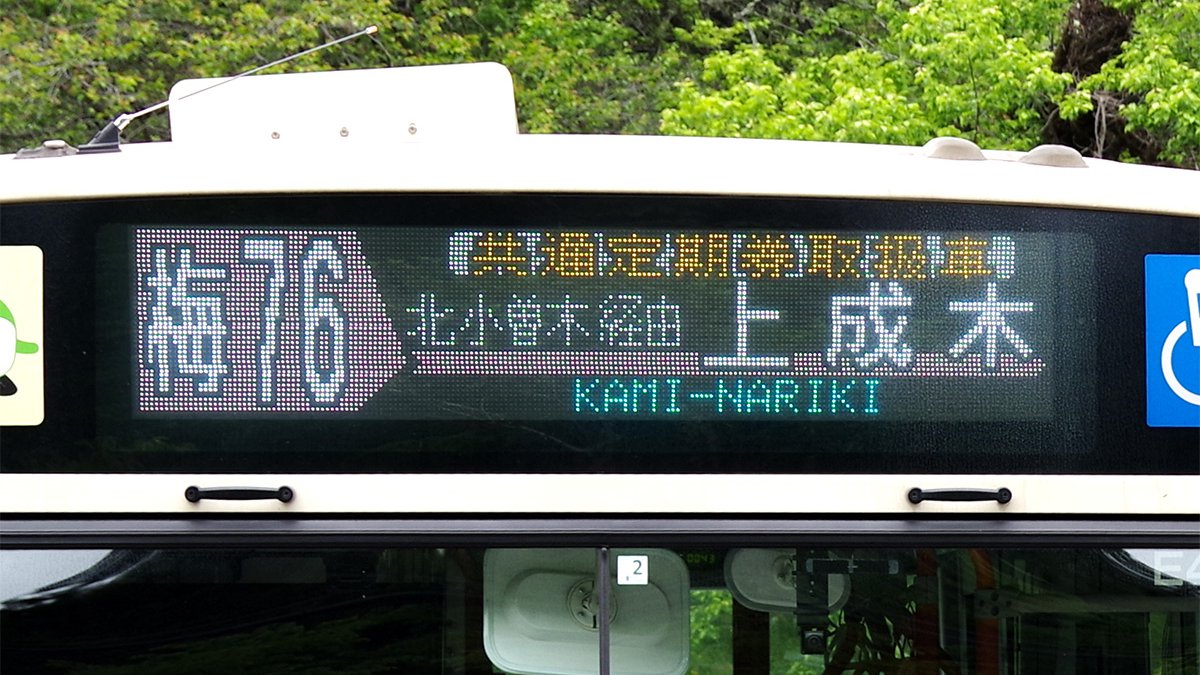 梅76
共通定期券取扱車
北小曽木経由 上成木
KAMI-NARIKI
2